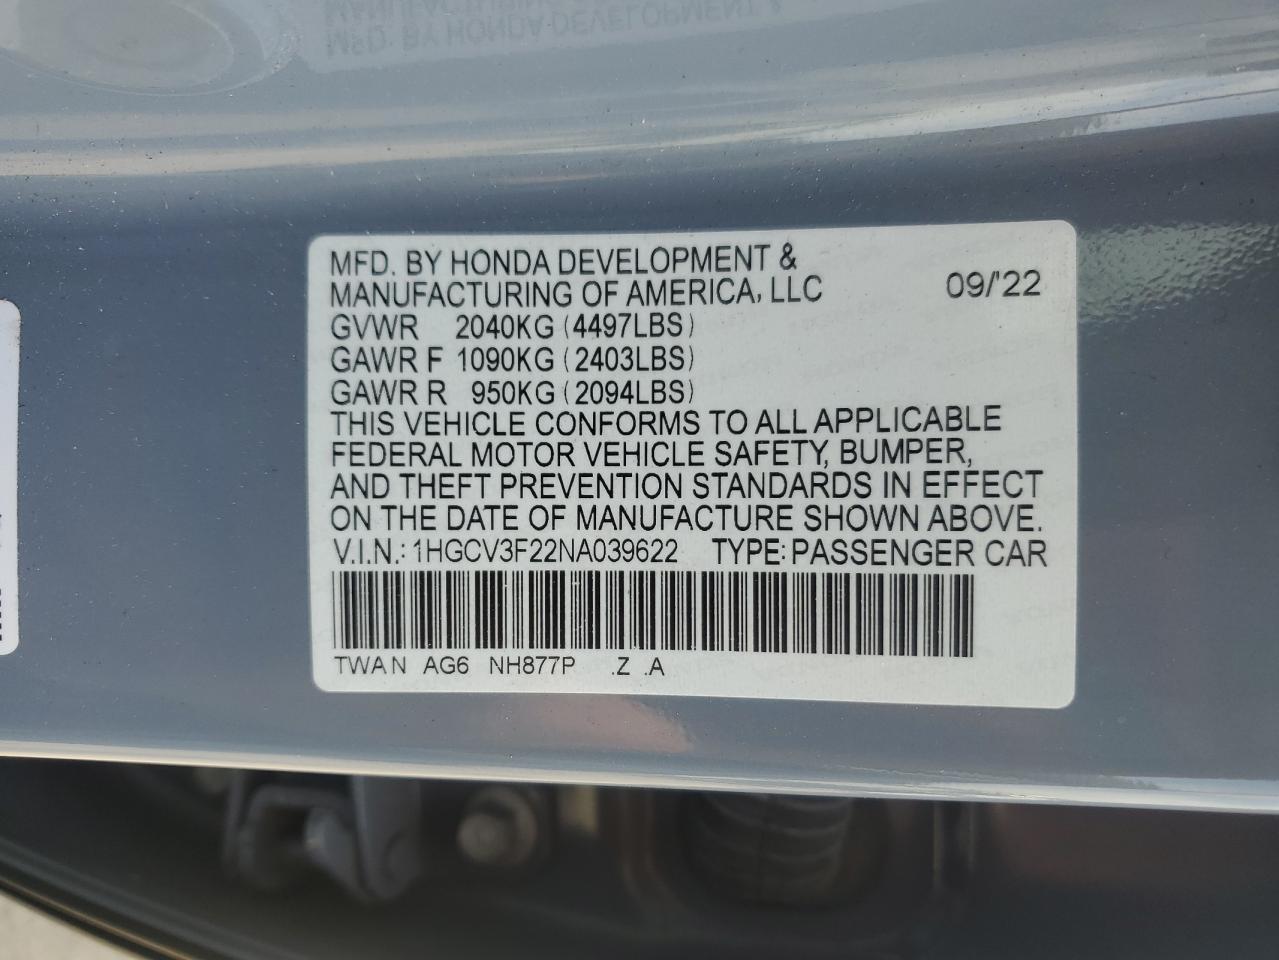 MFD. BY HONDA DEVELOPMENT &
MANUFACTURING OF AMERICA, LLC 09/'22
GVWR 2040KG (4497LBS)
GAWR F 1090KG (2403LBS)
GAWR R 950KG (2094LBS)
THIS VEHICLE CONFORMS TO ALL APPLICABLE
FEDERAL MOTOR VEHICLE SAFETY, BUMPER,
AND THEFT PREVENTION STANDARDS IN EFFECT
ON THE DATE OF MANUFACTURE SHOWN ABOVE.
V.I.N.: 1HGCV3F22NA039622 TYPE: PASSENGER CAR
TWAN AG6 NH877P .Z .A